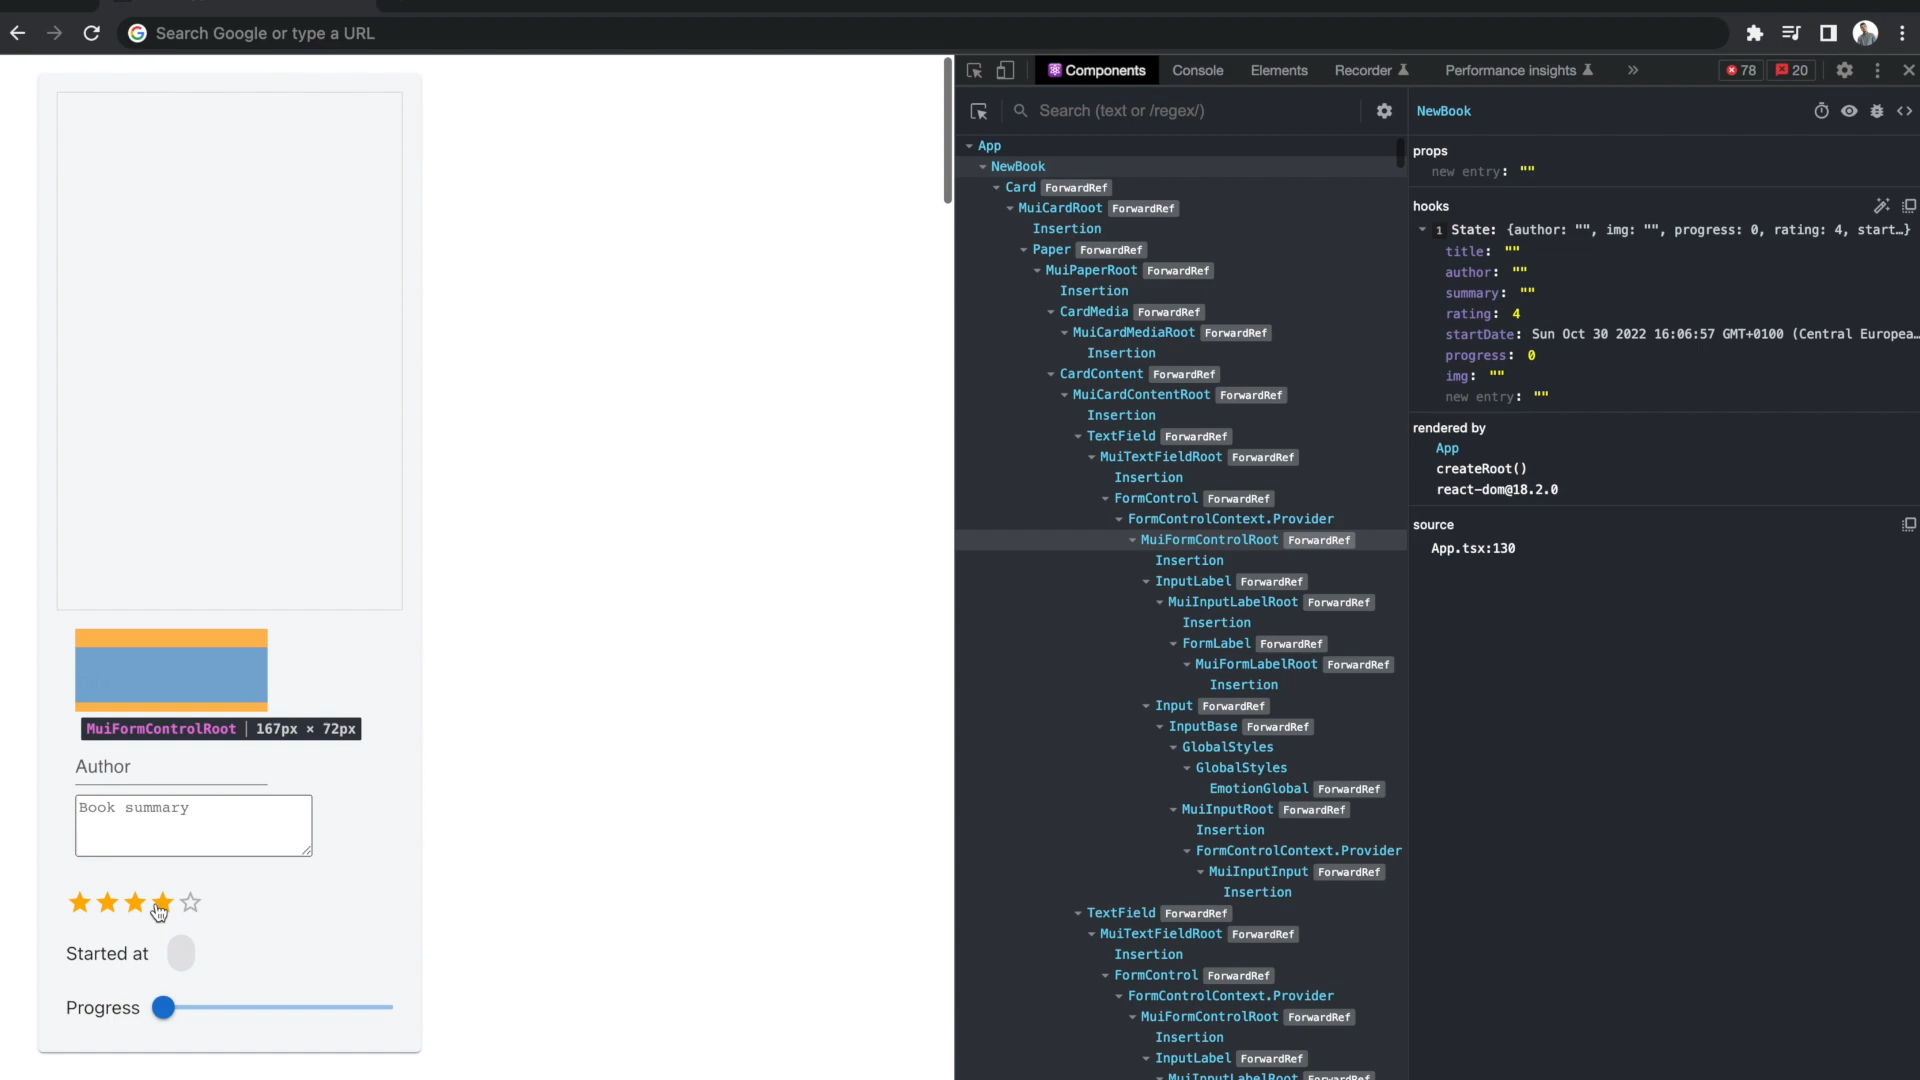 Search Google or type a URL
Components Console Elements Recorder Performance insights 78 20
Search (text or /regex/)
NewBook
App
NewBook
Card ForwardRef
MuiCardRoot ForwardRef
Insertion
Paper ForwardRef
MuiPaperRoot ForwardRef
Insertion
CardMedia ForwardRef
MuiCardMediaRoot ForwardRef
Insertion
CardContent ForwardRef
MuiCardContentRoot ForwardRef
Insertion
TextField ForwardRef
MuiTextFieldRoot ForwardRef
Insertion
FormControl ForwardRef
FormControlContext.Provider
MuiFormControlRoot ForwardRef
Insertion
InputLabel ForwardRef
MuiInputLabelRoot ForwardRef
Insertion
FormLabel ForwardRef
MuiFormLabelRoot ForwardRef
Insertion
Input ForwardRef
InputBase ForwardRef
GlobalStyles
GlobalStyles
EmotionGlobal ForwardRef
MuiInputRoot ForwardRef
Insertion
FormControlContext.Provider
MuiInputInput ForwardRef
Insertion
TextField ForwardRef
MuiTextFieldRoot ForwardRef
Insertion
FormControl ForwardRef
FormControlContext.Provider
MuiFormControlRoot ForwardRef
Insertion
InputLabel ForwardRef
MuiInputLabelRoot ForwardRef
props
new entry: ""
hooks
1 State: {author: "", img: "", progress: 0, rating: 4, start…}
title: ""
author: ""
summary: ""
rating: 4
startDate: Sun Oct 30 2022 16:06:57 GMT+0100 (Central Europea…
progress: 0
img: ""
new entry: ""
rendered by
App
createRoot()
react-dom@18.2.0
source
App.tsx:130
MuiFormControlRoot | 167px × 72px
Author
Book summary
Started at
Progress